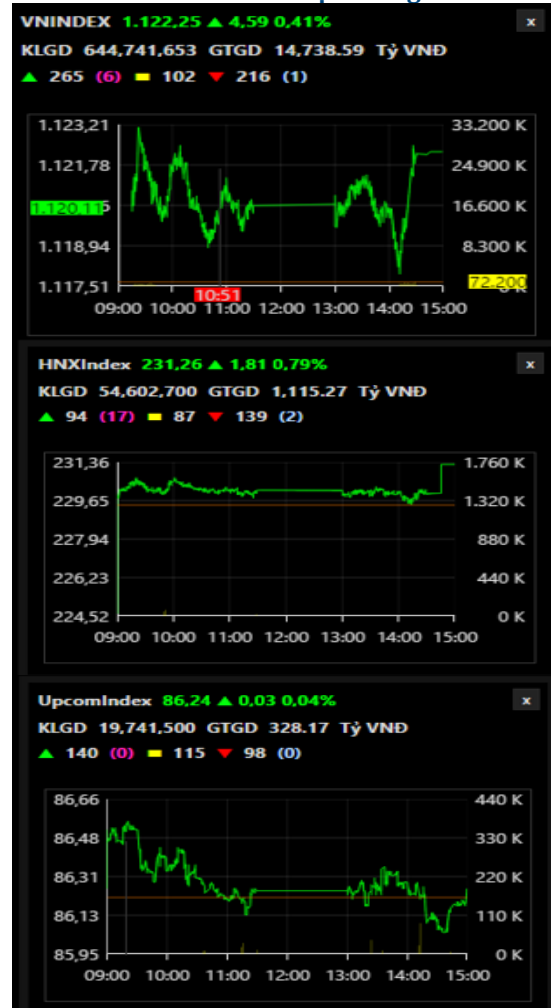 VNINDEX 1.122,25 ▲ 4,59 0,41% x
KLGD 644,741,653 GTGD 14,738.59 Tỷ VNĐ
▲ 265 (6) 102 ▼ 216 (1)
1.123,21 33.200 K
1.121,78 24.900 K
1.120,11 16.600 K
1.118,94 8.300 K
1.117,51 72.200
10:51
09:00 10:00 11:00 12:00 13:00 14:00 15:00
HNXIndex 231,26 ▲ 1,81 0,79% x
KLGD 54,602,700 GTGD 1,115.27 Tỷ VNĐ
▲ 94 (17) 87 ▼ 139 (2)
231,36 1.760 K
229,65 1.320 K
227,94 880 K
226,23 440 K
224,52 0 K
09:00 10:00 11:00 12:00 13:00 14:00 15:00
UpcomIndex 86,24 ▲ 0,03 0,04% x
KLGD 19,741,500 GTGD 328.17 Tỷ VNĐ
▲ 140 (0) 115 ▼ 98 (0)
86,66 440 K
86,48 330 K
86,31 220 K
86,13 110 K
85,95 0 K
09:00 10:00 11:00 12:00 13:00 14:00 15:00